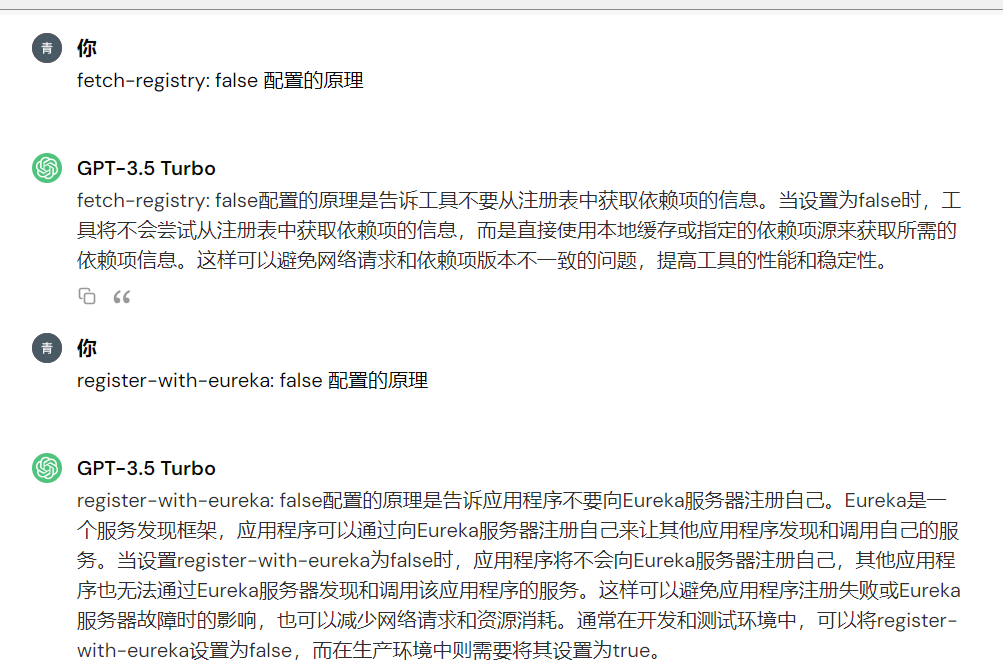 青 你
fetch-registry: false 配置的原理
GPT-3.5 Turbo
fetch-registry: false配置的原理是告诉工具不要从注册表中获取依赖项的信息。当设置为false时，工
具将不会尝试从注册表中获取依赖项的信息，而是直接使用本地缓存或指定的依赖项源来获取所需的
依赖项信息。这样可以避免网络请求和依赖项版本不一致的问题，提高工具的性能和稳定性。
青 你
register-with-eureka: false 配置的原理
GPT-3.5 Turbo
register-with-eureka: false配置的原理是告诉应用程序不要向Eureka服务器注册自己。Eureka是一
个服务发现框架，应用程序可以通过向Eureka服务器注册自己来让其他应用程序发现和调用自己的服
务。当设置register-with-eureka为false时，应用程序将不会向Eureka服务器注册自己，其他应用程
序也无法通过Eureka服务器发现和调用该应用程序的服务。这样可以避免应用程序注册失败或Eureka
服务器故障时的影响，也可以减少网络请求和资源消耗。通常在开发和测试环境中，可以将register-
with-eureka设置为false，而在生产环境中则需要将其设置为true。